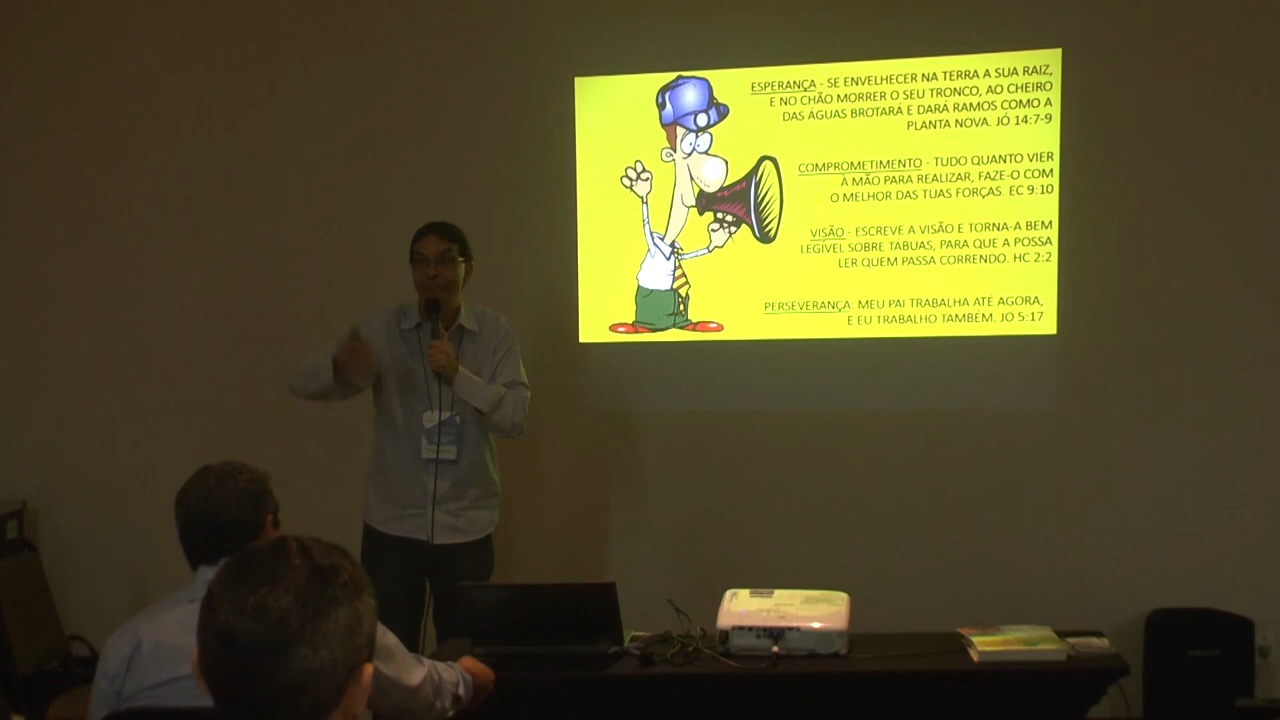 ESPERANÇA - SE ENVELHECER NA TERRA A SUA RAIZ,
E NO CHÃO MORRER O SEU TRONCO, AO CHEIRO
DAS ÁGUAS BROTARÁ E DARÁ RAMOS COMO A
PLANTA NOVA. JÓ 14:7-9
COMPROMETIMENTO - TUDO QUANTO VIER
À MÃO PARA REALIZAR, FAZE-O COM
O MELHOR DAS TUAS FORÇAS. EC 9:10
VISÃO - ESCREVE A VISÃO E TORNA-A BEM
LEGÍVEL SOBRE TÁBUAS, PARA QUE A POSSA
LER QUEM PASSA CORRENDO. HC 2:2
PERSEVERANÇA: MEU PAI TRABALHA ATÉ AGORA,
E EU TRABALHO TAMBÉM. JO 5:17